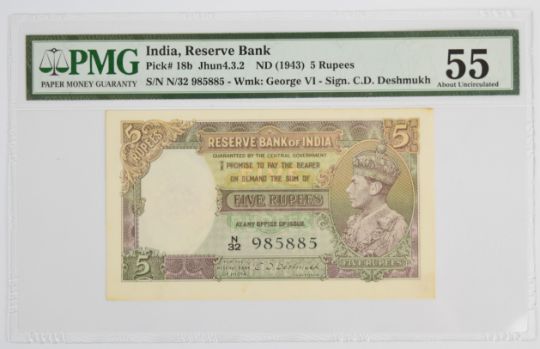 PMG
PAPER MONEY GUARANTY
India, Reserve Bank
Pick# 18b Jhun4.3.2 ND (1943) 5 Rupees
S/N N/32 985885 - Wmk: George VI - Sign. C.D. Deshmukh
55
About Uncirculated
5
RUPEES
RESERVE BANK OF INDIA
5
GUARANTEED BY THE CENTRAL GOVERNMENT
I PROMISE TO PAY THE BEARER
ON DEMAND THE SUM OF
FIVE RUPEES
AT ANY OFFICE OF ISSUE
N/32 985885
5
C D Deshmukh
FIVE RUPEES